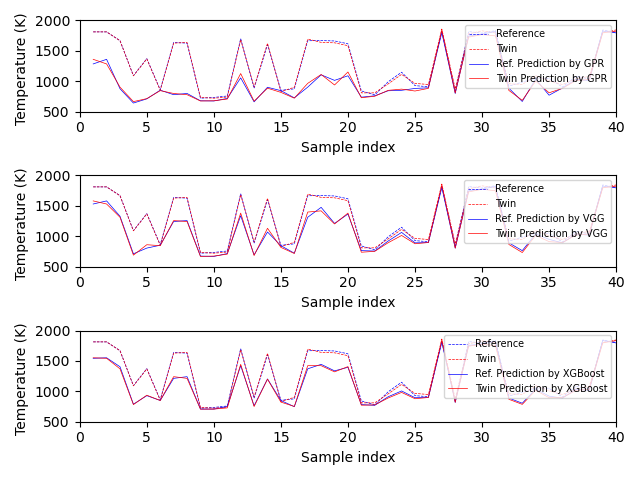 2000
1500
1000
500
Temperature (K)
Reference
Twin
Ref. Prediction by GPR
Twin Prediction by GPR
0 5 10 15 20 25 30 35 40
Sample index
2000
1500
1000
500
Temperature (K)
Reference
Twin
Ref. Prediction by VGG
Twin Prediction by VGG
0 5 10 15 20 25 30 35 40
Sample index
2000
1500
1000
500
Temperature (K)
Reference
Twin
Ref. Prediction by XGBoost
Twin Prediction by XGBoost
0 5 10 15 20 25 30 35 40
Sample index